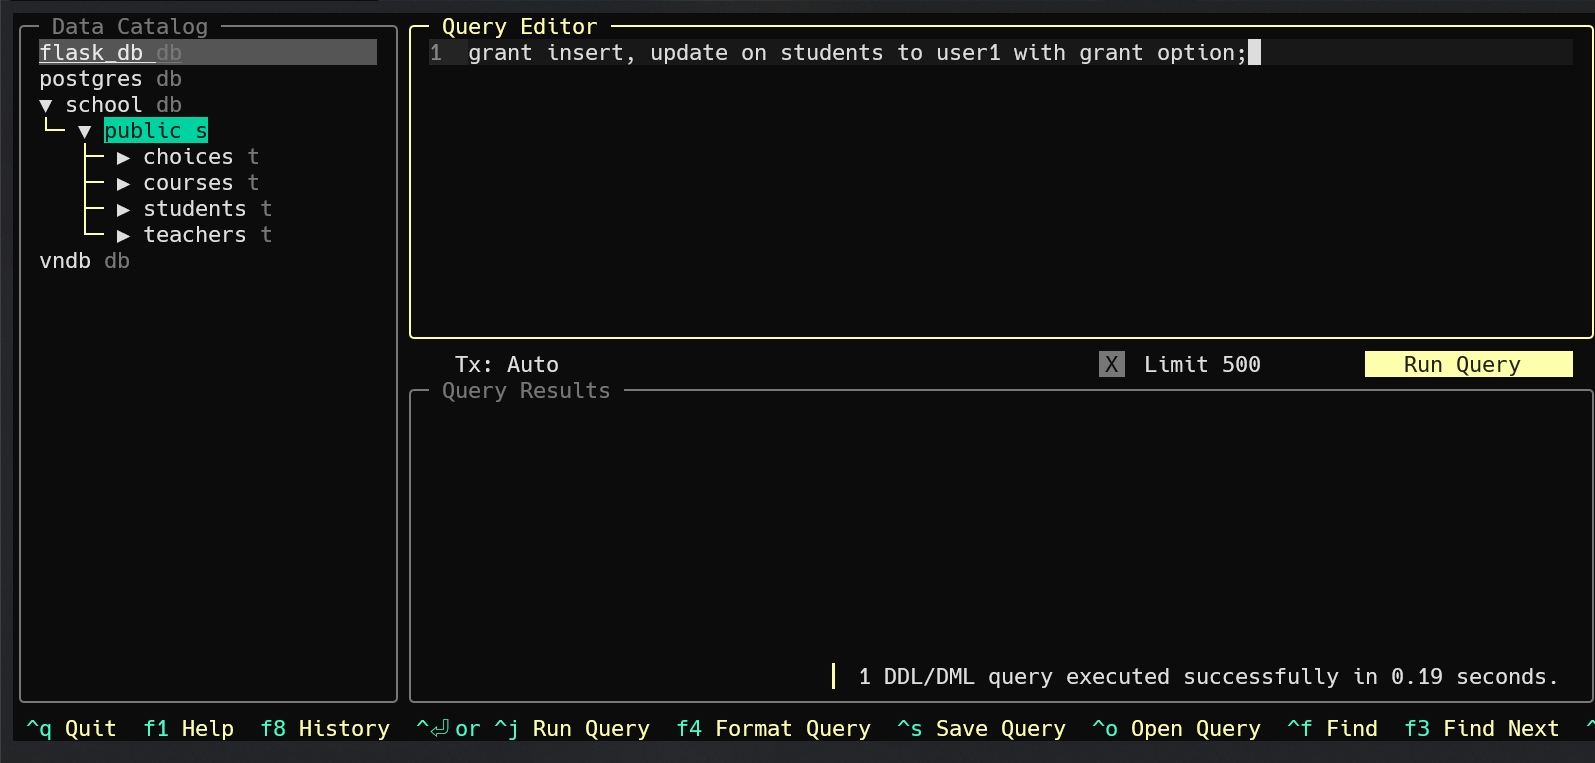 Data Catalog
flask_db db
postgres db
▼ school db
▼ public s
▶ choices t
▶ courses t
▶ students t
▶ teachers t
vndb db
Query Editor
1 grant insert, update on students to user1 with grant option;
Tx: Auto
X Limit 500
Run Query
Query Results
1 DDL/DML query executed successfully in 0.19 seconds.
^q Quit f1 Help f8 History ^⏎ or ^j Run Query f4 Format Query ^s Save Query ^o Open Query ^f Find f3 Find Next ^